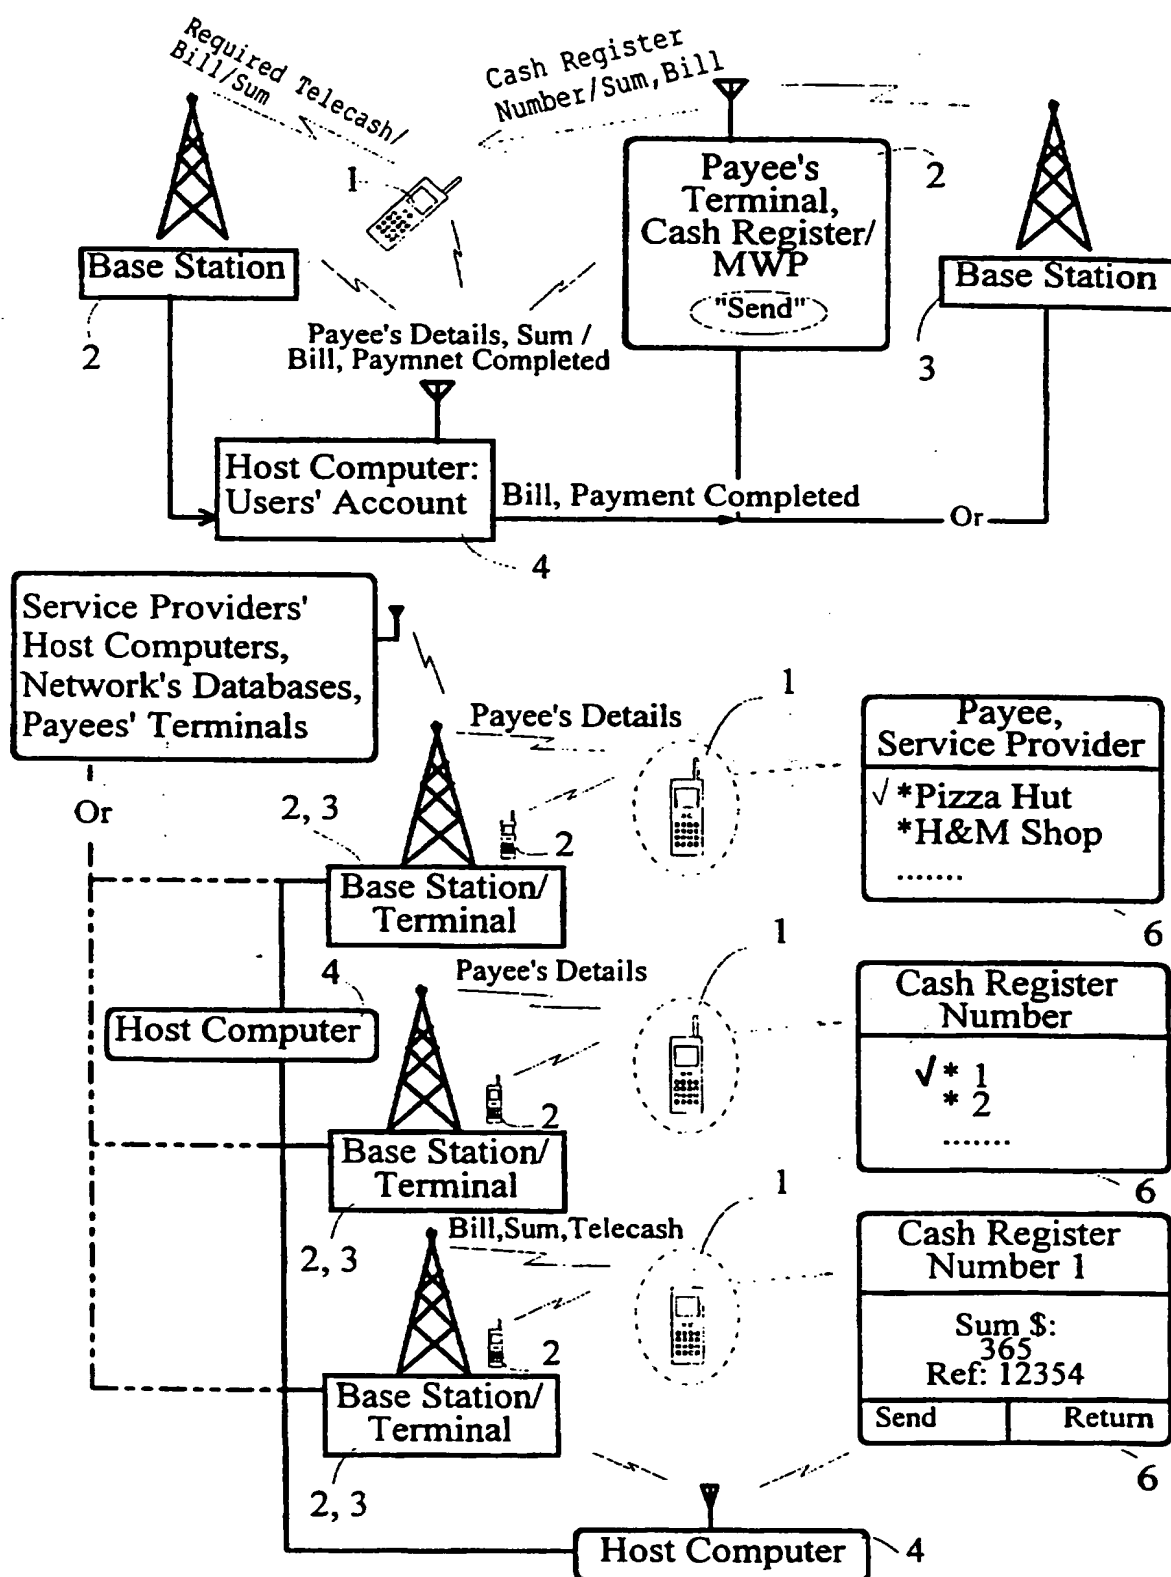 Required Telecash/
Bill/Sum
Cash Register
Number/Sum,Bill
1
Payee's
Terminal,
Cash Register/
MWP
"Send"
2
Base Station
2
Base Station
3
Payee's Details, Sum /
Bill, Paymnet Completed
Host Computer:
Users' Account
Bill, Payment Completed
Or
4
Service Providers'
Host Computers,
Network's Databases,
Payees' Terminals
Or
Payee's Details
1
Payee,
Service Provider
√ *Pizza Hut
*H&M Shop
.......
6
2, 3
2
Base Station/
Terminal
4
Host Computer
Payee's Details
1
Cash Register
Number
√ * 1
* 2
.......
6
2
Base Station/
Terminal
2, 3
Bill,Sum,Telecash
1
Cash Register
Number 1
Sum $:
365
Ref: 12354
Send
Return
6
2
Base Station/
Terminal
2, 3
Host Computer
4